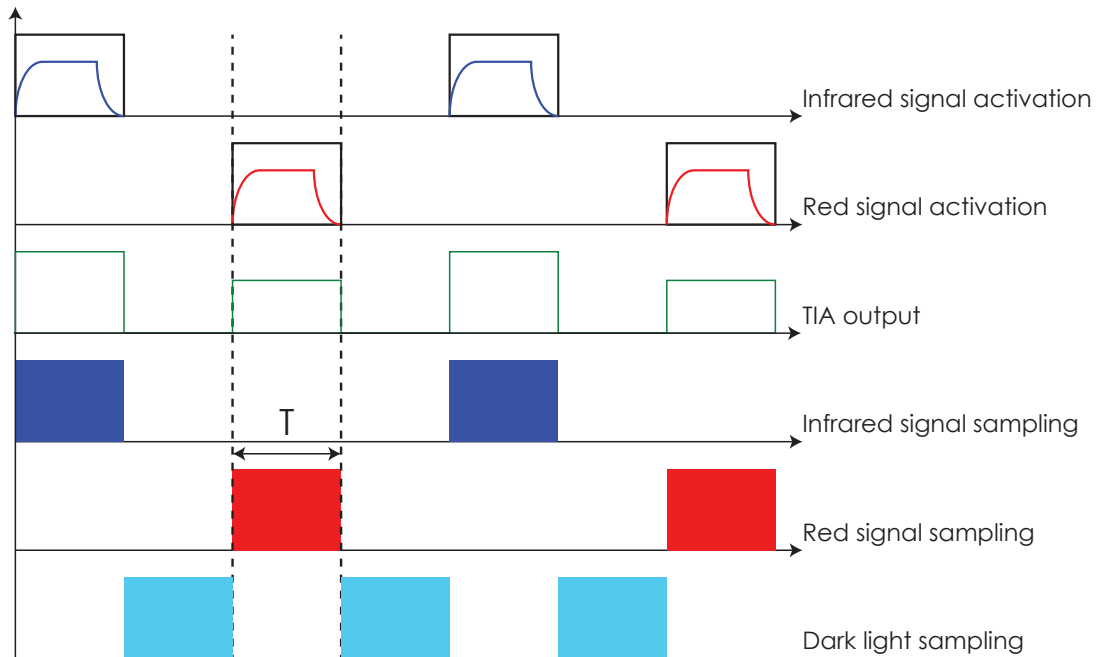 Infrared signal activation
Red signal activation
TIA output
Infrared signal sampling
T
Red signal sampling
Dark light sampling